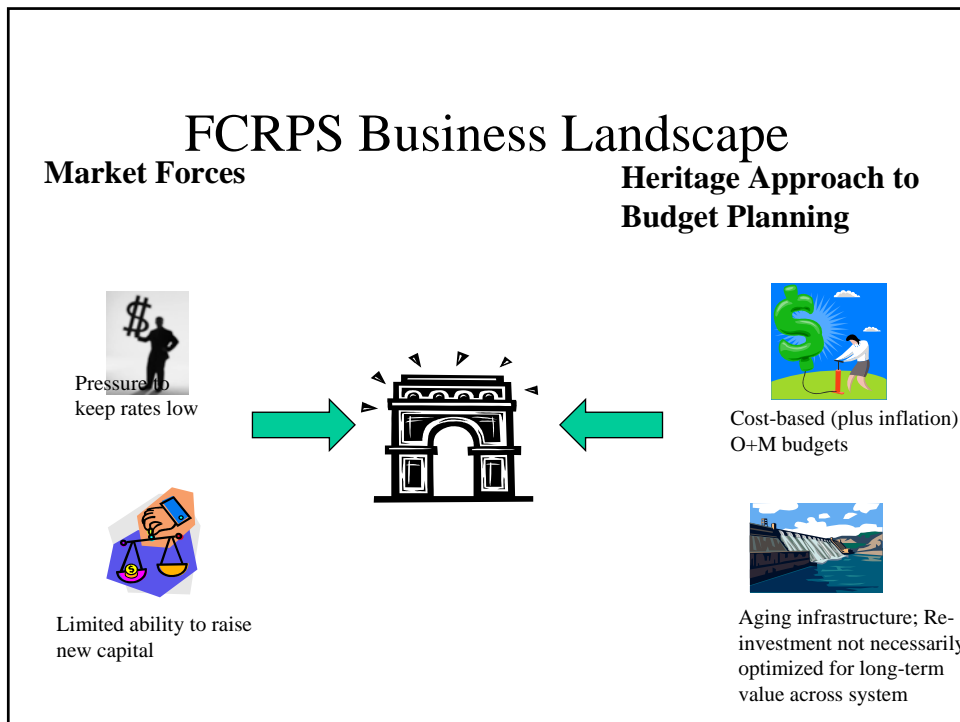 FCRPS Business Landscape
Market Forces
Heritage Approach to
Budget Planning
Pressure to
keep rates low
Cost-based (plus inflation)
O+M budgets
Limited ability to raise
new capital
Aging infrastructure; Re-
investment not necessarily
optimized for long-term
value across system